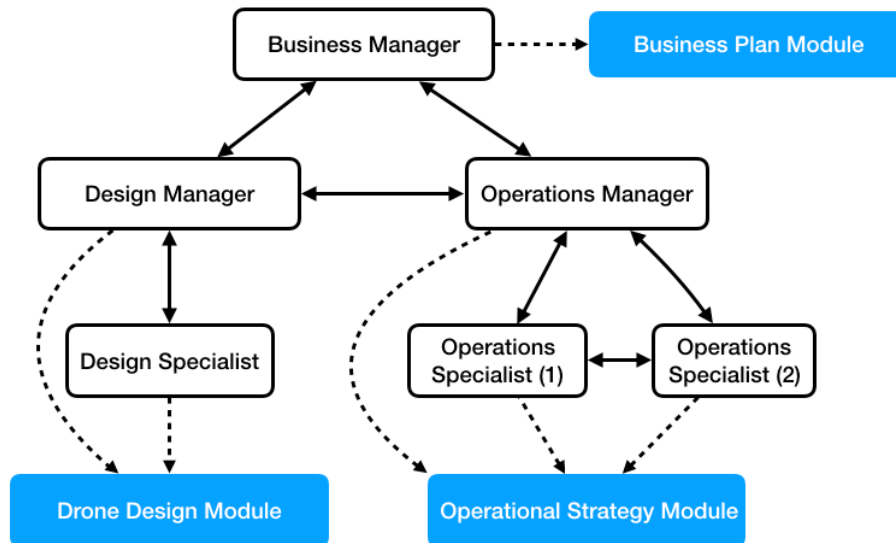 Business Manager
Business Plan Module
Design Manager
Operations Manager
Design Specialist
Operations
Specialist (1)
Operations
Specialist (2)
Drone Design Module
Operational Strategy Module